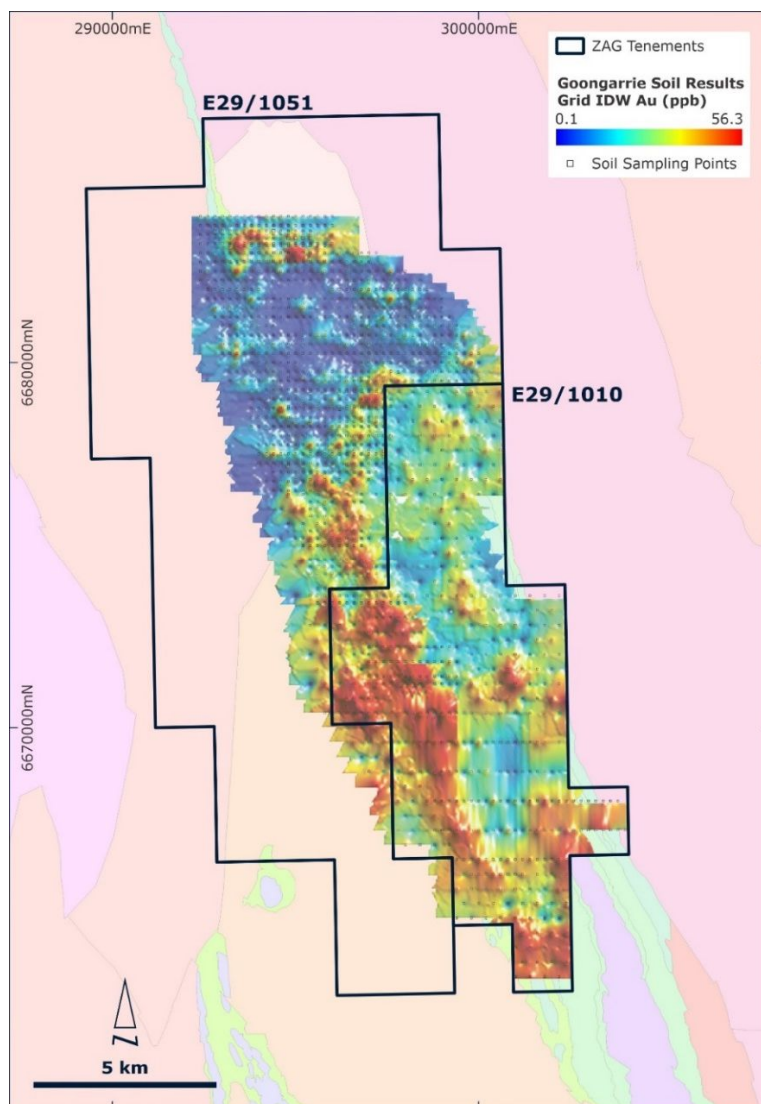 290000mE
300000mE
ZAG Tenements
Goongarrie Soil Results
Grid IDW Au (ppb)
0.1 56.3
Soil Sampling Points
E29/1051
6680000mN
E29/1010
6670000mN
N
5 km